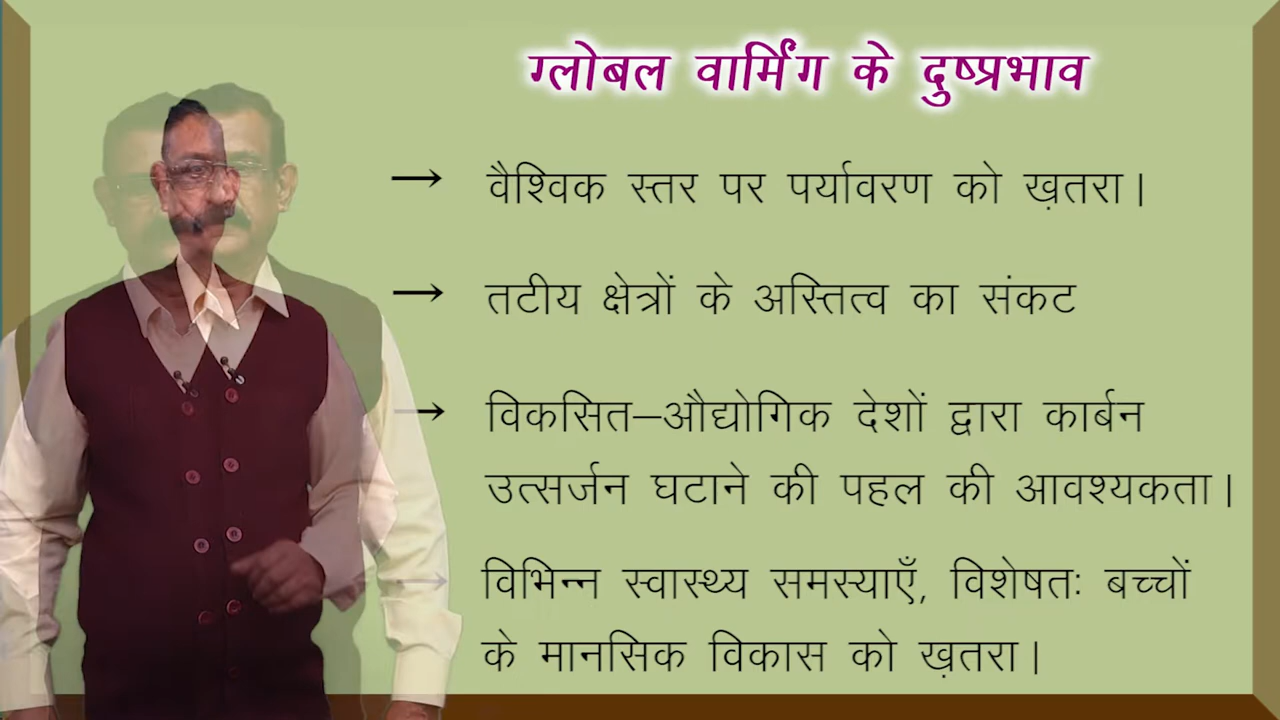 ग्लोबल वार्मिंग के दुष्प्रभाव
→ वैश्विक स्तर पर पर्यावरण को ख़तरा।
→ तटीय क्षेत्रों के अस्तित्व का संकट
→ विकसित–औद्योगिक देशों द्वारा कार्बन
उत्सर्जन घटाने की पहल की आवश्यकता।
→ विभिन्न स्वास्थ्य समस्याएँ, विशेषतः बच्चों
के मानसिक विकास को ख़तरा।